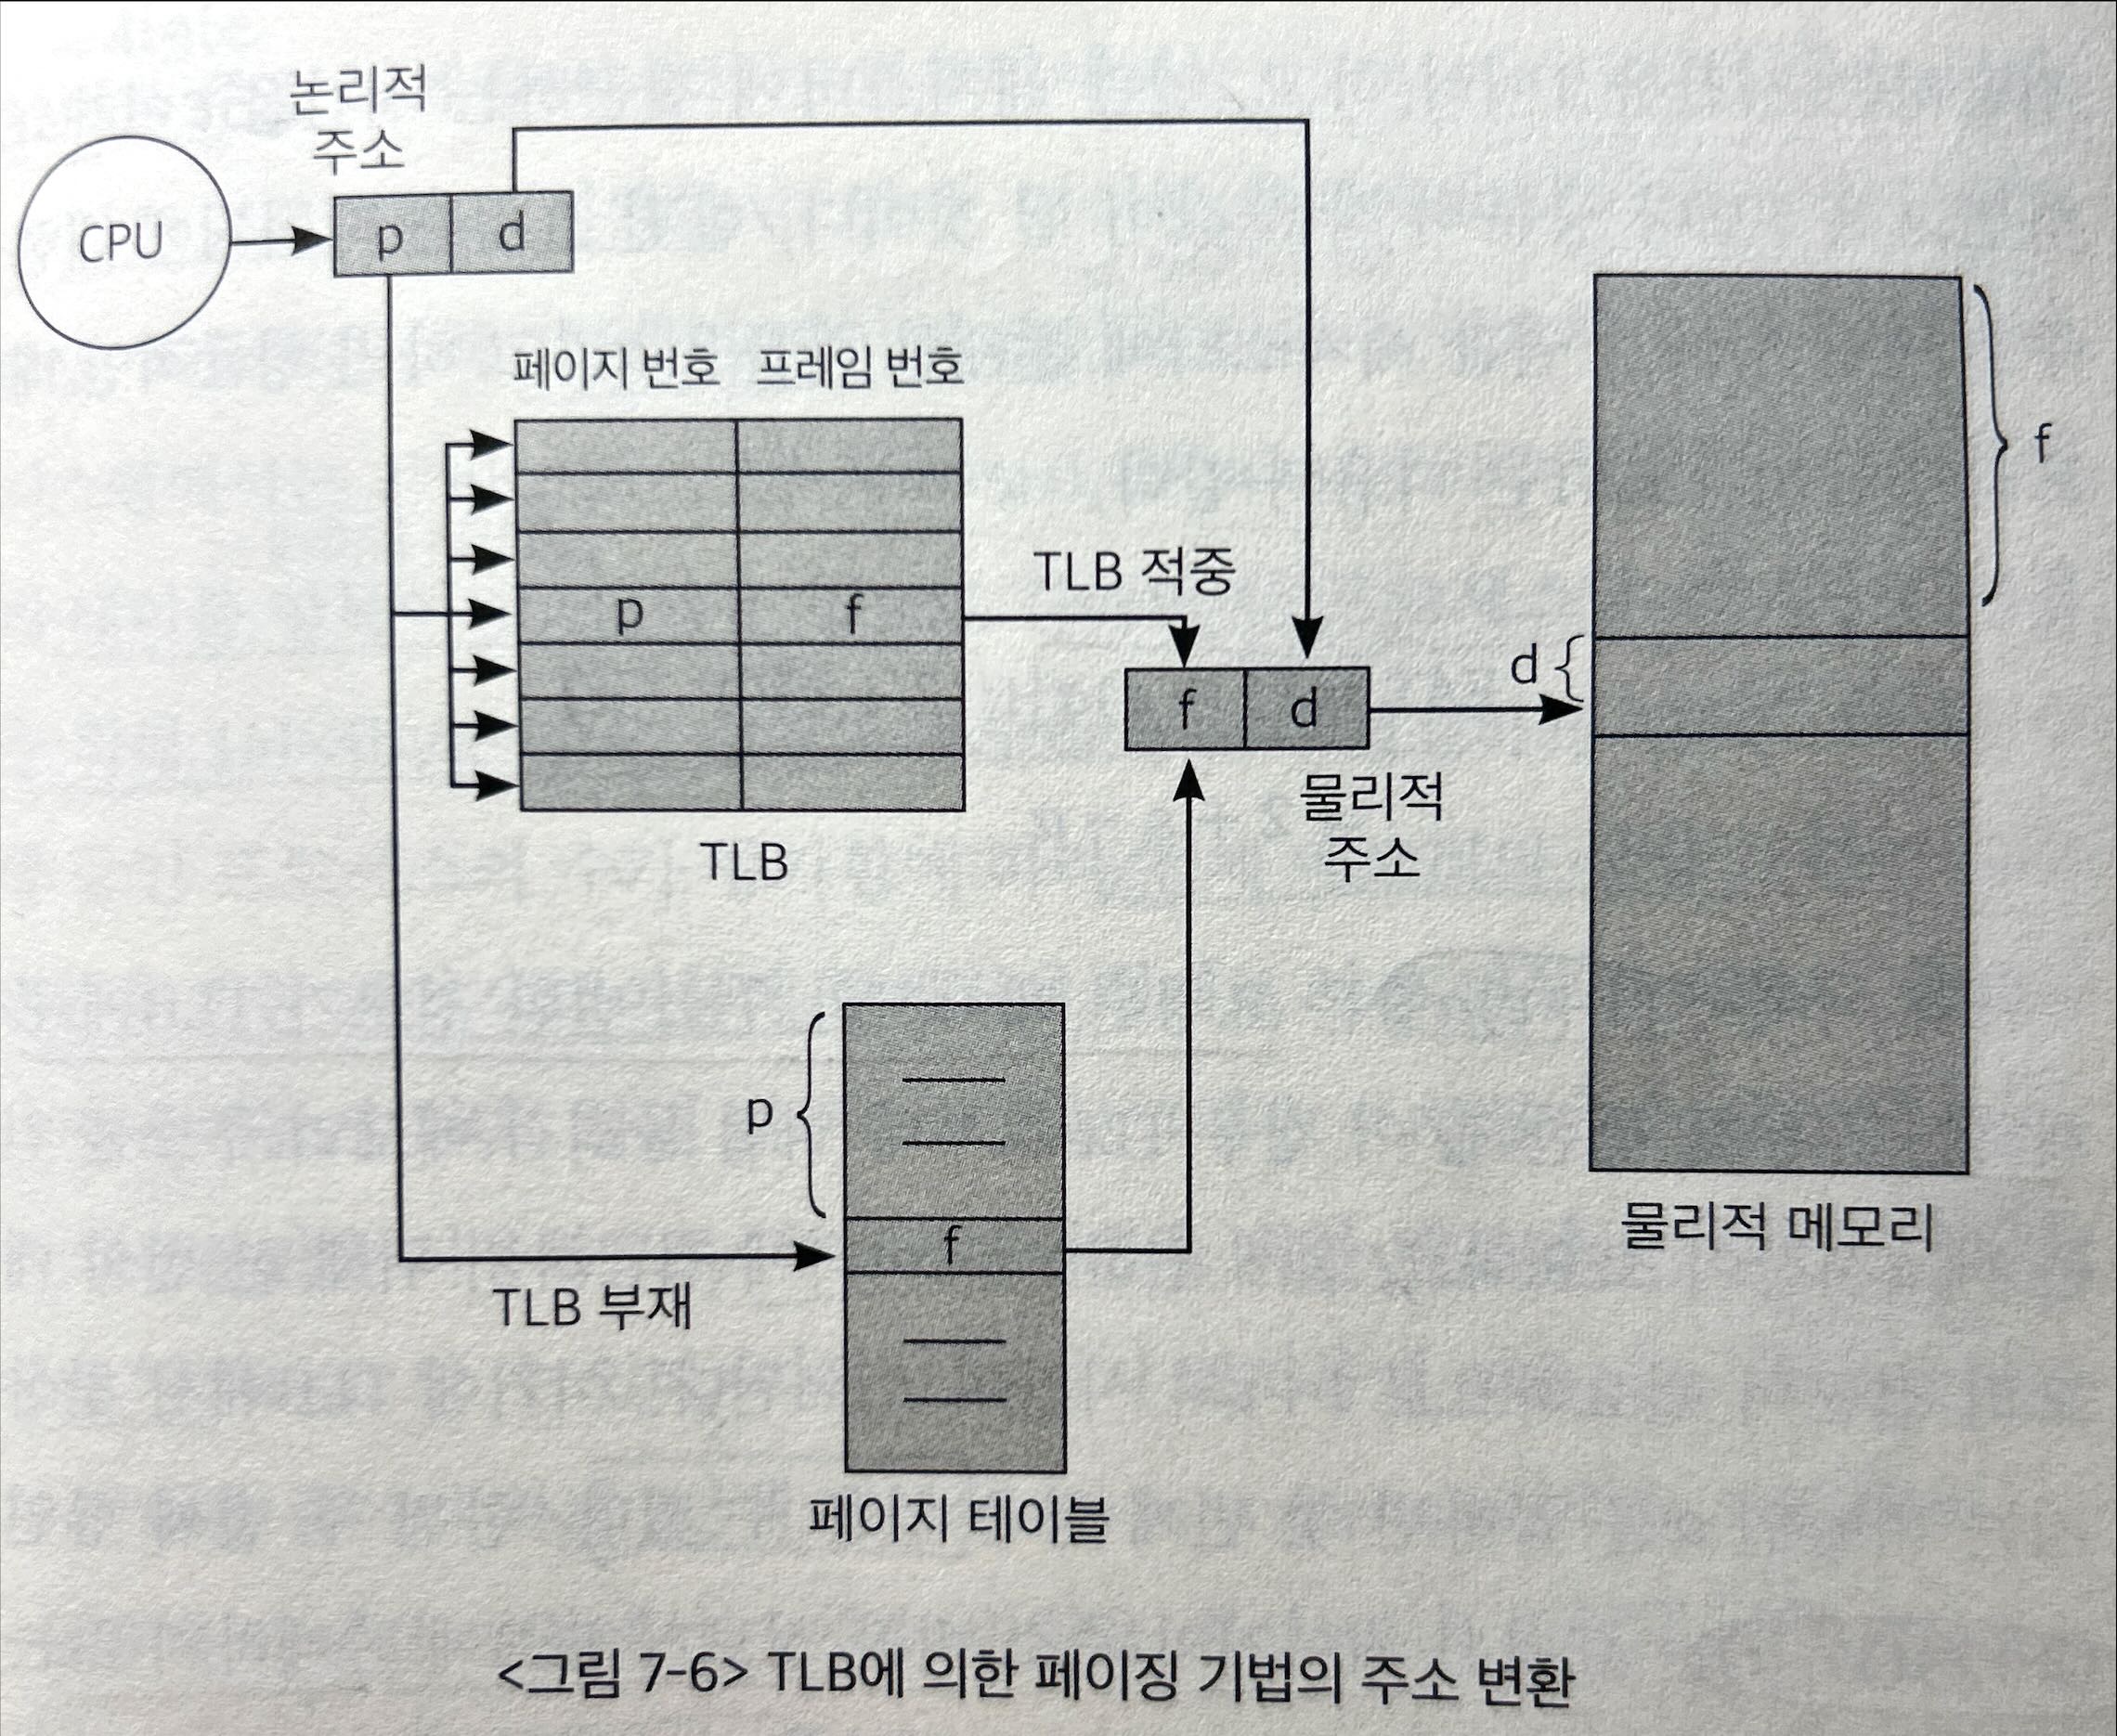 논리적
주소
CPU
p d
페이지 번호 프레임 번호
p f
TLB
TLB 적중
f d
물리적
주소
d
f
물리적 메모리
p
f
TLB 부재
페이지 테이블
<그림 7-6> TLB에 의한 페이징 기법의 주소 변환